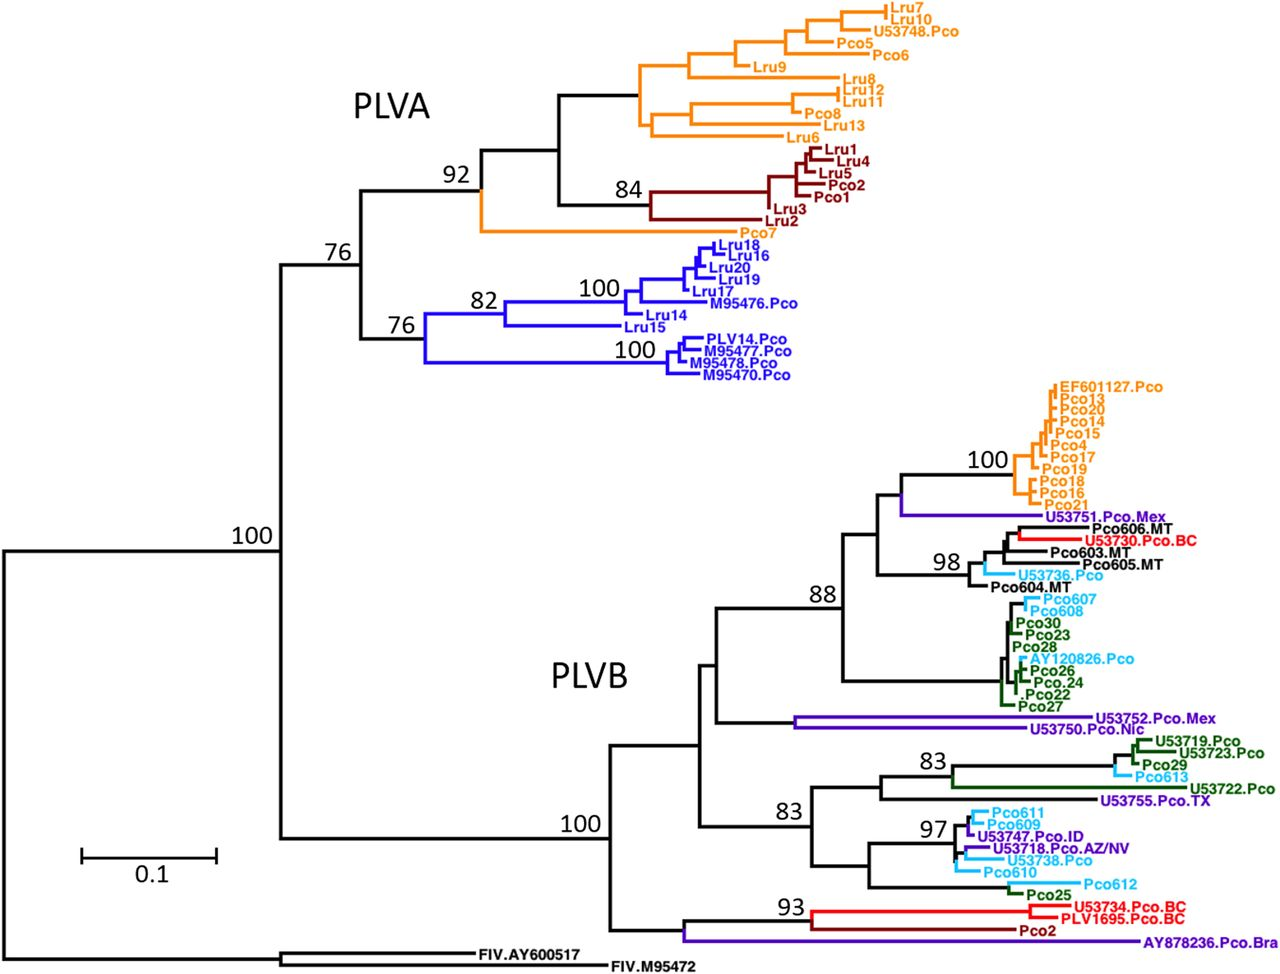 Lru7
Lru10
U53748.Pco
Pco5
Pco6
Lru9
Lru8
Lru12
Lru11
Pco8
Lru13
Lru6
PLVA
92
84
Lru1
Lru4
Lru5
Pco2
Pco1
Lru3
Lru2
Pco7
76
Lru18
Lru16
Lru20
Lru19
Lru17
M95476.Pco
100
82
Lru14
Lru15
76
PLV14.Pco
M95477.Pco
100
M95478.Pco
M95470.Pco
EF601127.Pco
Pco13
Pco20
Pco14
Pco15
Pco4
Pco17
100
Pco19
Pco18
Pco16
Pco21
U53751.Pco.Mex
Pco606.MT
U53730.Pco.BC
100
Pco603.MT
98
Pco605.MT
U53736.Pco
Pco604.MT
88
Pco607
Pco608
Pco30
Pco23
Pco28
AY120826.Pco
PLVB
Pco26
Pco.24
.Pco22
Pco27
U53752.Pco.Mex
U53750.Pco.Nic
U53719.Pco
U53723.Pco
83
Pco29
Pco613
U53722.Pco
U53755.Pco.TX
83
Pco611
100
Pco609
97
U53747.Pco.ID
U53718.Pco.AZ/NV
U53738.Pco
0.1
Pco610
Pco612
Pco25
93
U53734.Pco.BC
PLV1695.Pco.BC
Pco2
AY878236.Pco.Bra
FIV.AY600517
FIV.M95472